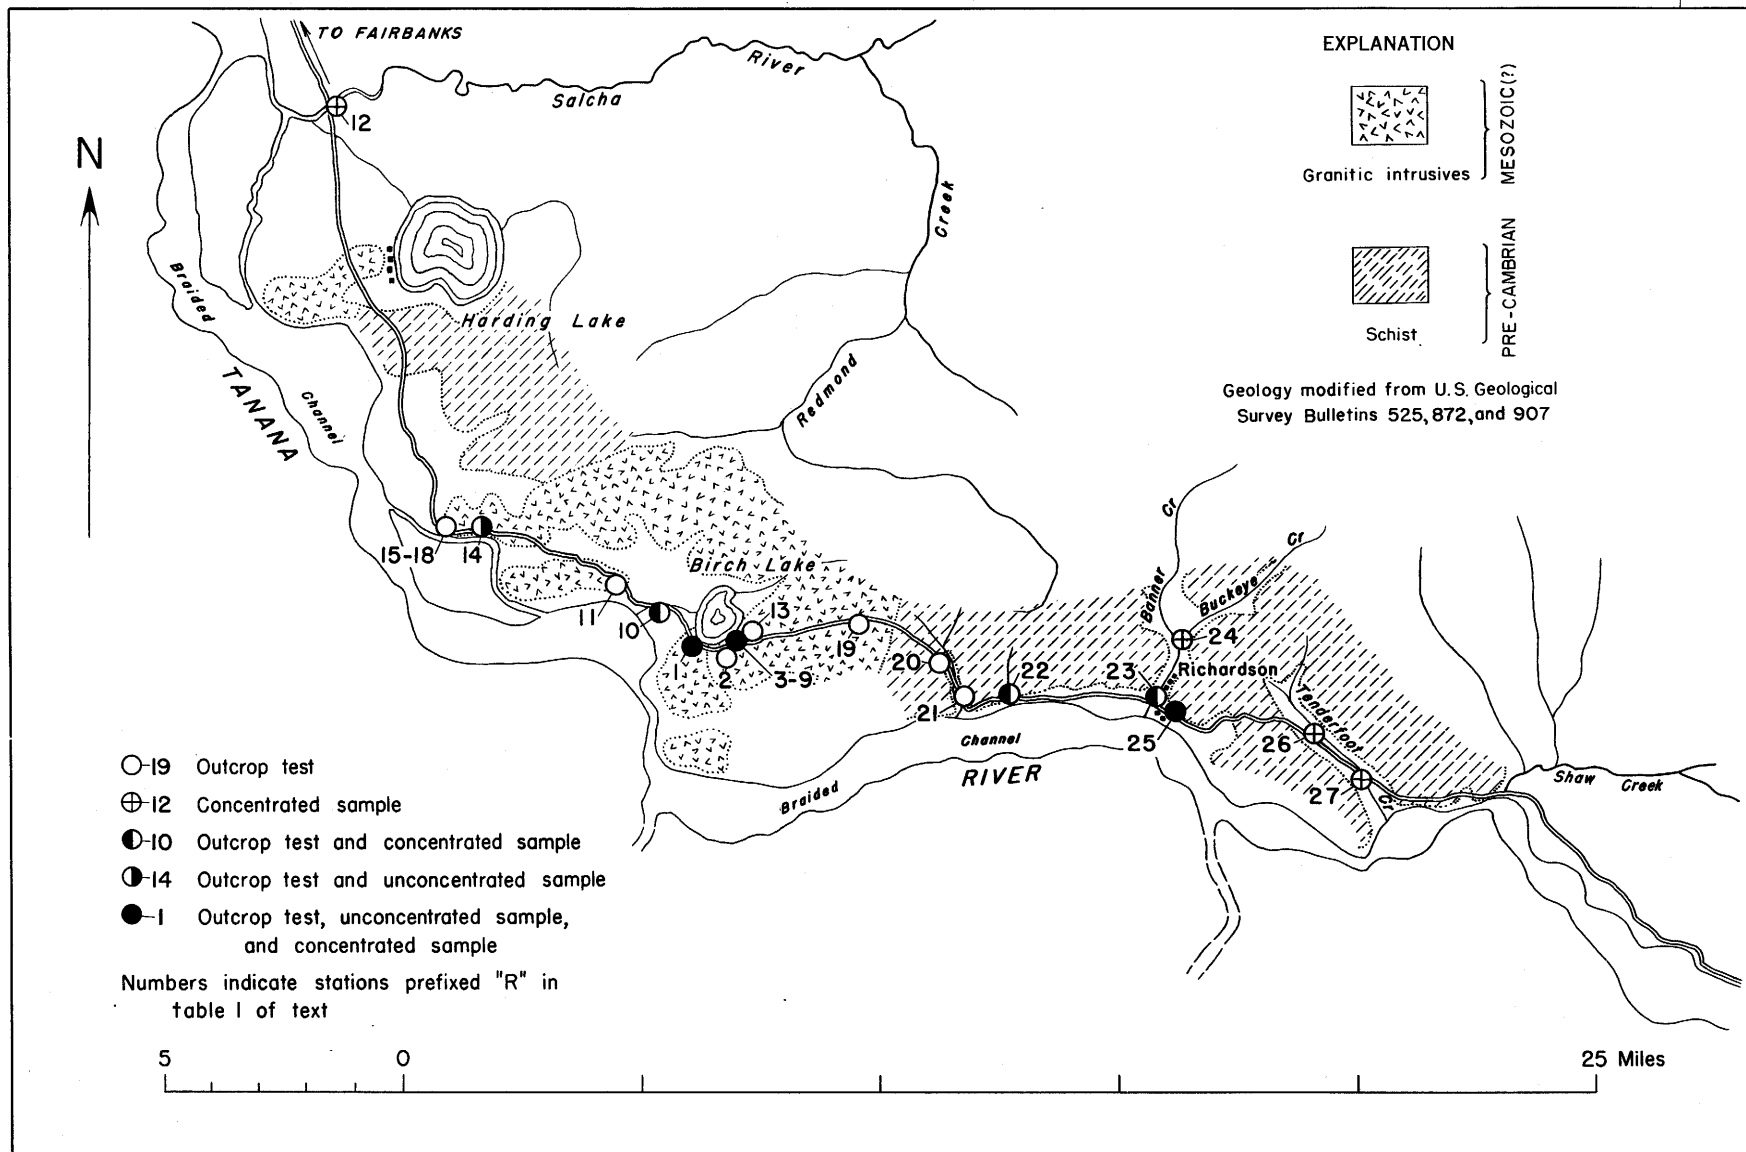 TO FAIRBANKS
River
Salcha
12
N
Creek
Braided
Harding Lake
TANANA
Channel
Redmond
15-18
14
Birch Lake
11
10
13
1
2
3-9
19
20
21
22
23
Cr
Cr
Banner
Buckeye
24
Richardson
25
Tenderfoot
26
27
Cr
Shaw
Creek
Channel
RIVER
Braided
EXPLANATION
Granitic intrusives
MESOZOIC(?)
Schist
PRE-CAMBRIAN
Geology modified from U.S. Geological
Survey Bulletins 525, 872, and 907
19 Outcrop test
12 Concentrated sample
10 Outcrop test and concentrated sample
14 Outcrop test and unconcentrated sample
1 Outcrop test, unconcentrated sample,
and concentrated sample
Numbers indicate stations prefixed "R" in
table 1 of text
5 0 25 Miles